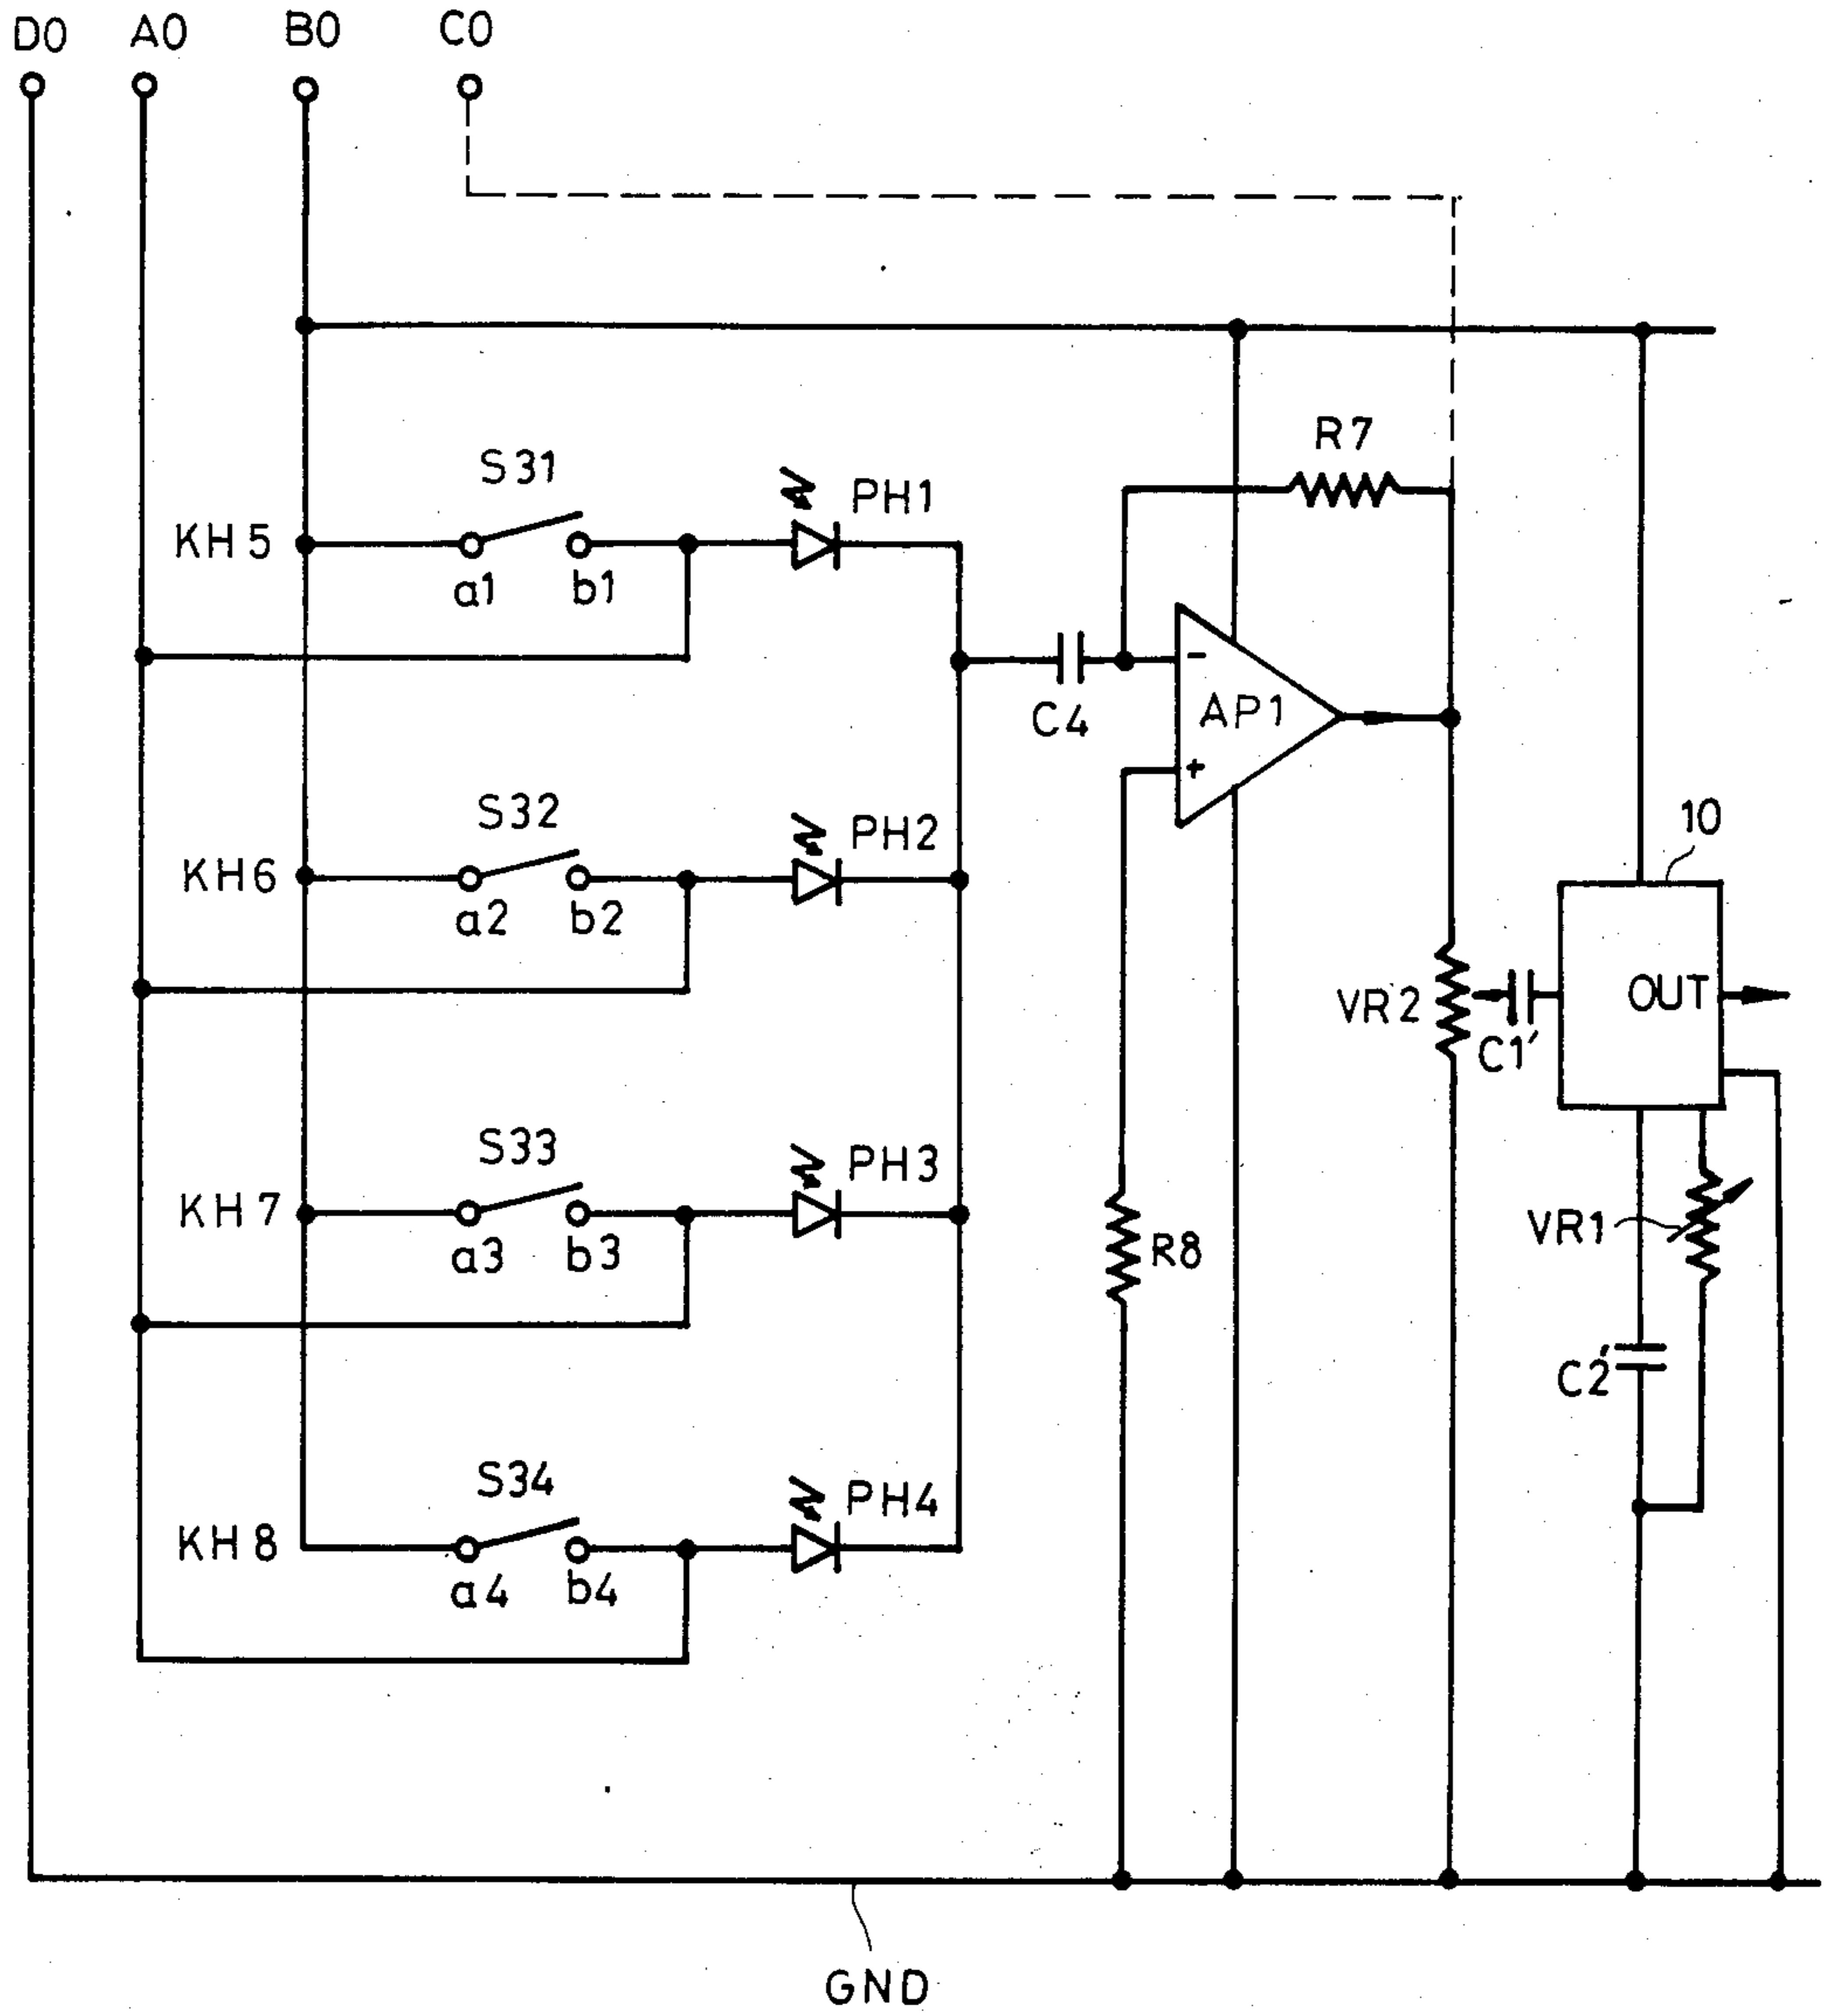 D0 A0 B0 C0
R7
S31
PH1
KH5
a1 b1
-
AP1
C4
+
S32
PH2
10
KH6
a2 b2
OUT
VR2
C1′
S33
PH3
KH7
VR1
a3 b3
R8
C2′
S34
PH4
KH8
a4 b4
GND